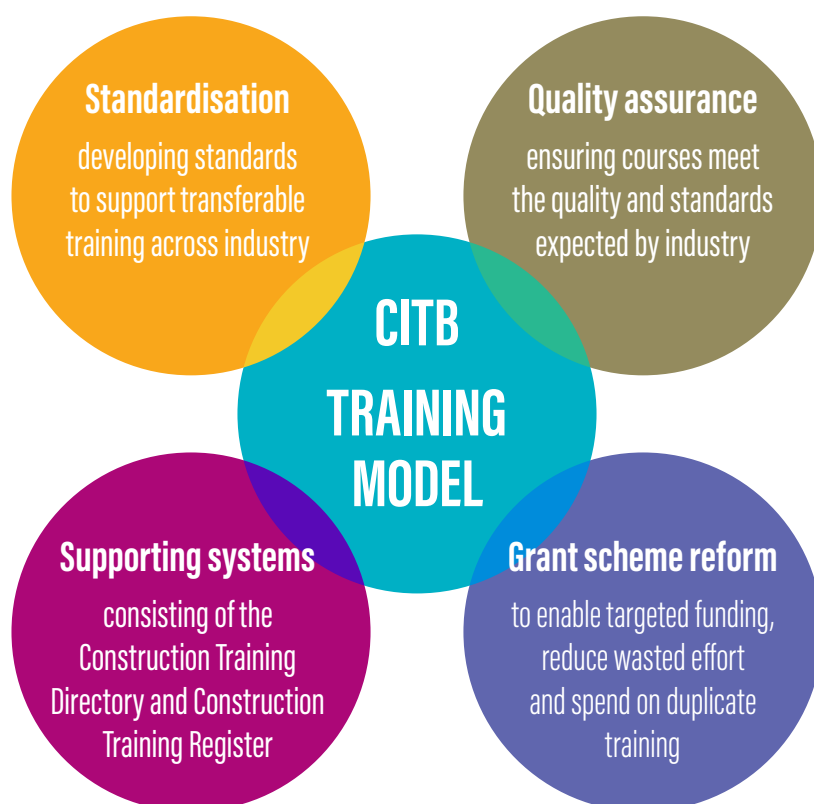 Standardisation
developing standards
to support transferable
training across industry
Quality assurance
ensuring courses meet
the quality and standards
expected by industry
CITB
TRAINING
MODEL
Supporting systems
consisting of the
Construction Training
Directory and Construction
Training Register
Grant scheme reform
to enable targeted funding,
reduce wasted effort
and spend on duplicate
training